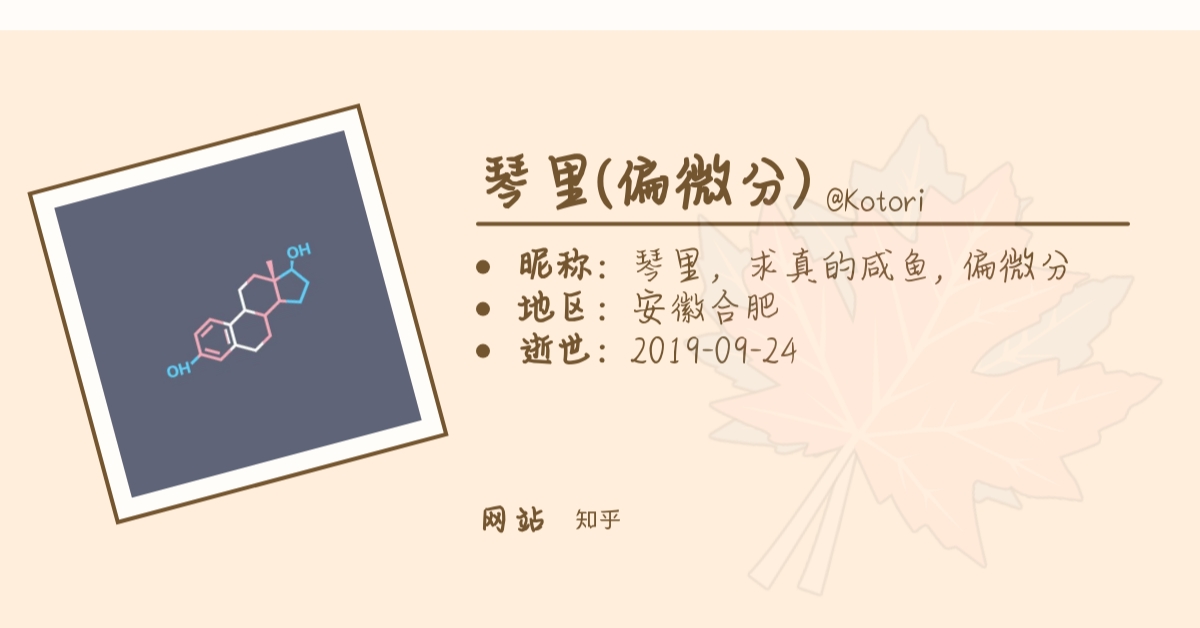 OH
OH
琴里(偏微分) @Kotori
昵称：琴里，求真的咸鱼，偏微分
地区：安徽合肥
逝世：2019-09-24
网站 知乎